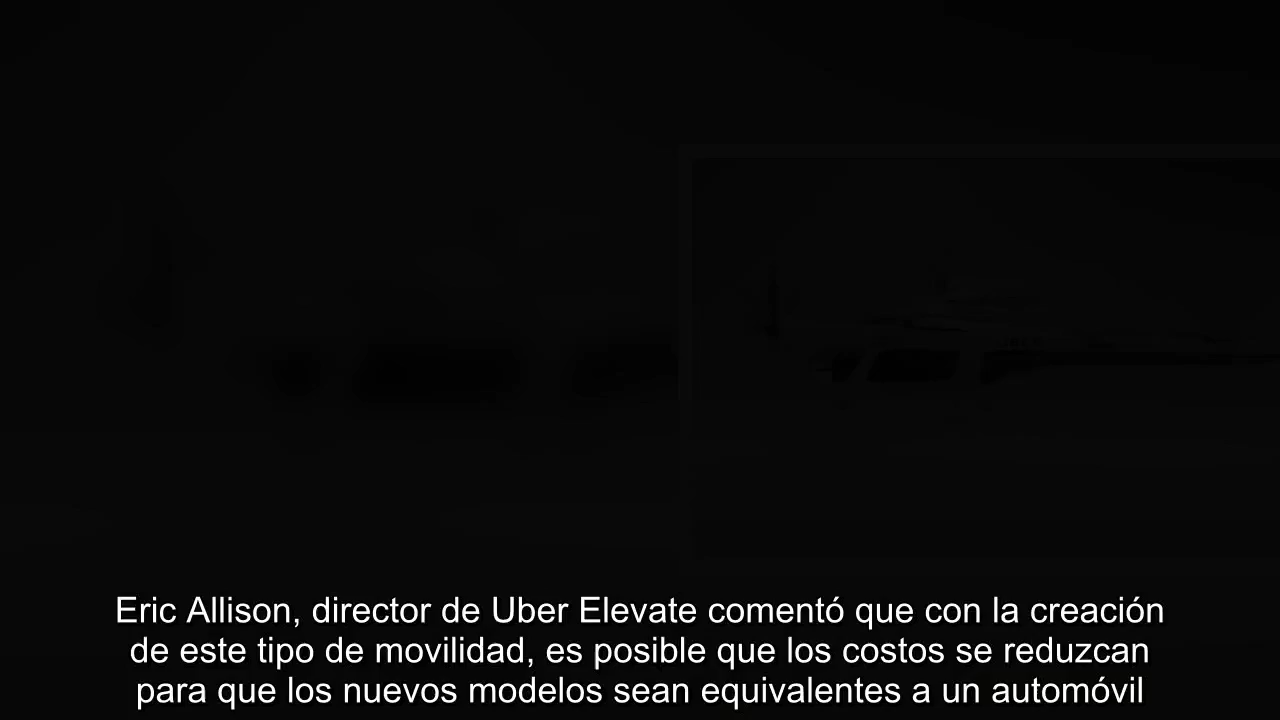 Eric Allison, director de Uber Elevate comentó que con la creación
de este tipo de movilidad, es posible que los costos se reduzcan
para que los nuevos modelos sean equivalentes a un automóvil